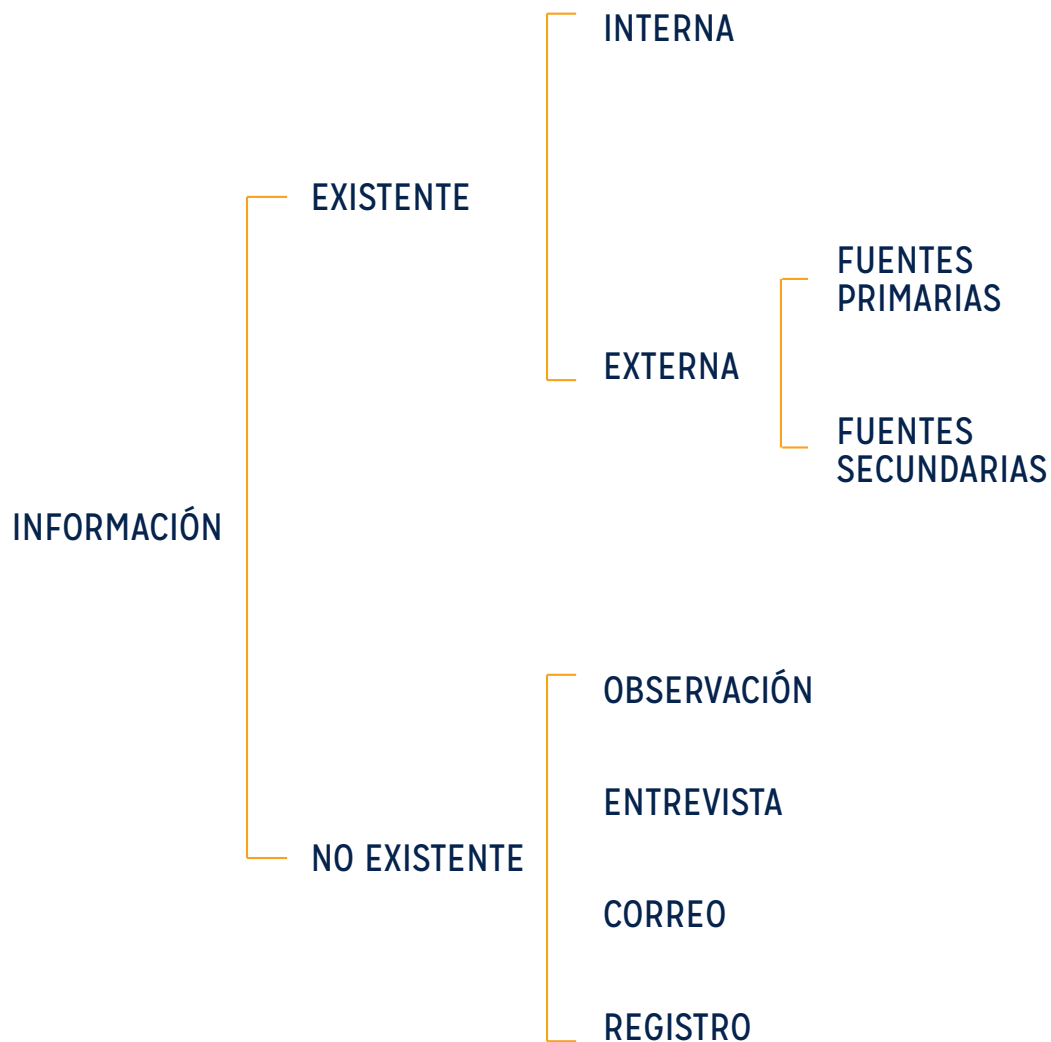 INTERNA
EXISTENTE
FUENTES
PRIMARIAS
EXTERNA
FUENTES
SECUNDARIAS
INFORMACIÓN
OBSERVACIÓN
ENTREVISTA
NO EXISTENTE
CORREO
REGISTRO